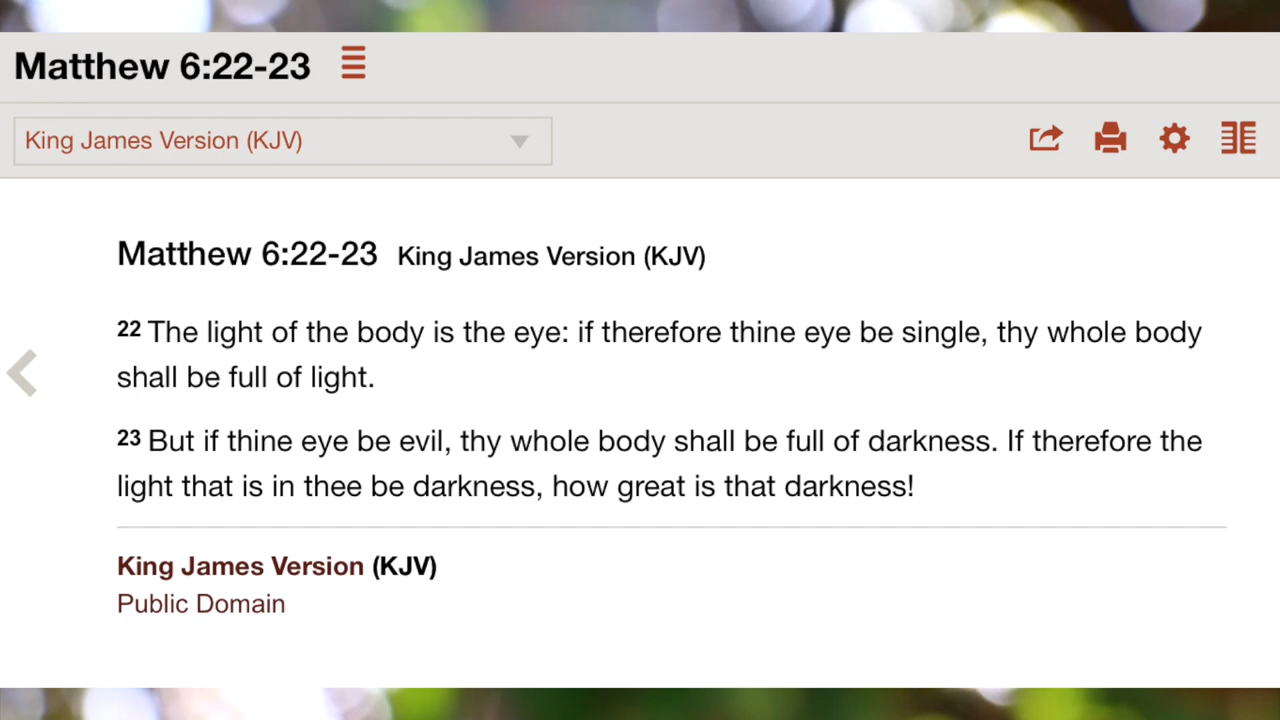 Matthew 6:22-23
King James Version (KJV)
Matthew 6:22-23 King James Version (KJV)
22 The light of the body is the eye: if therefore thine eye be single, thy whole body
shall be full of light.
23 But if thine eye be evil, thy whole body shall be full of darkness. If therefore the
light that is in thee be darkness, how great is that darkness!
King James Version (KJV)
Public Domain